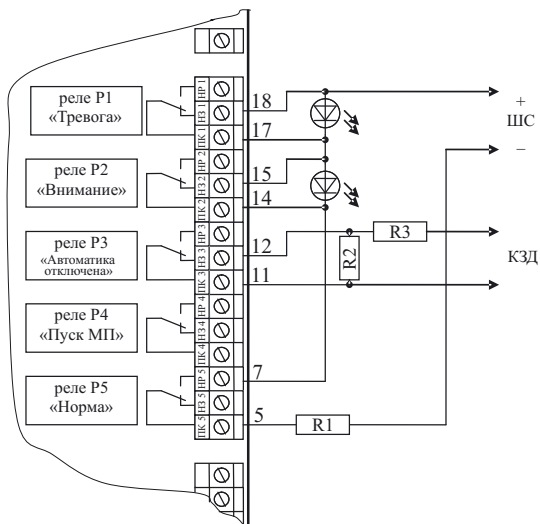 реле Р1
«Тревога»
НР 1
НЗ 1
ПК 1
18
17
+
ШС
−
реле Р2
«Внимание»
НР 2
НЗ 2
ПК 2
15
14
реле Р3
«Автоматика
отключена»
НР 3
НЗ 3
ПК 3
12
11
R2
R3
КЗД
реле Р4
«Пуск МП»
НР 4
НЗ 4
ПК 4
реле Р5
«Норма»
НР 5
НЗ 5
ПК 5
7
5
R1